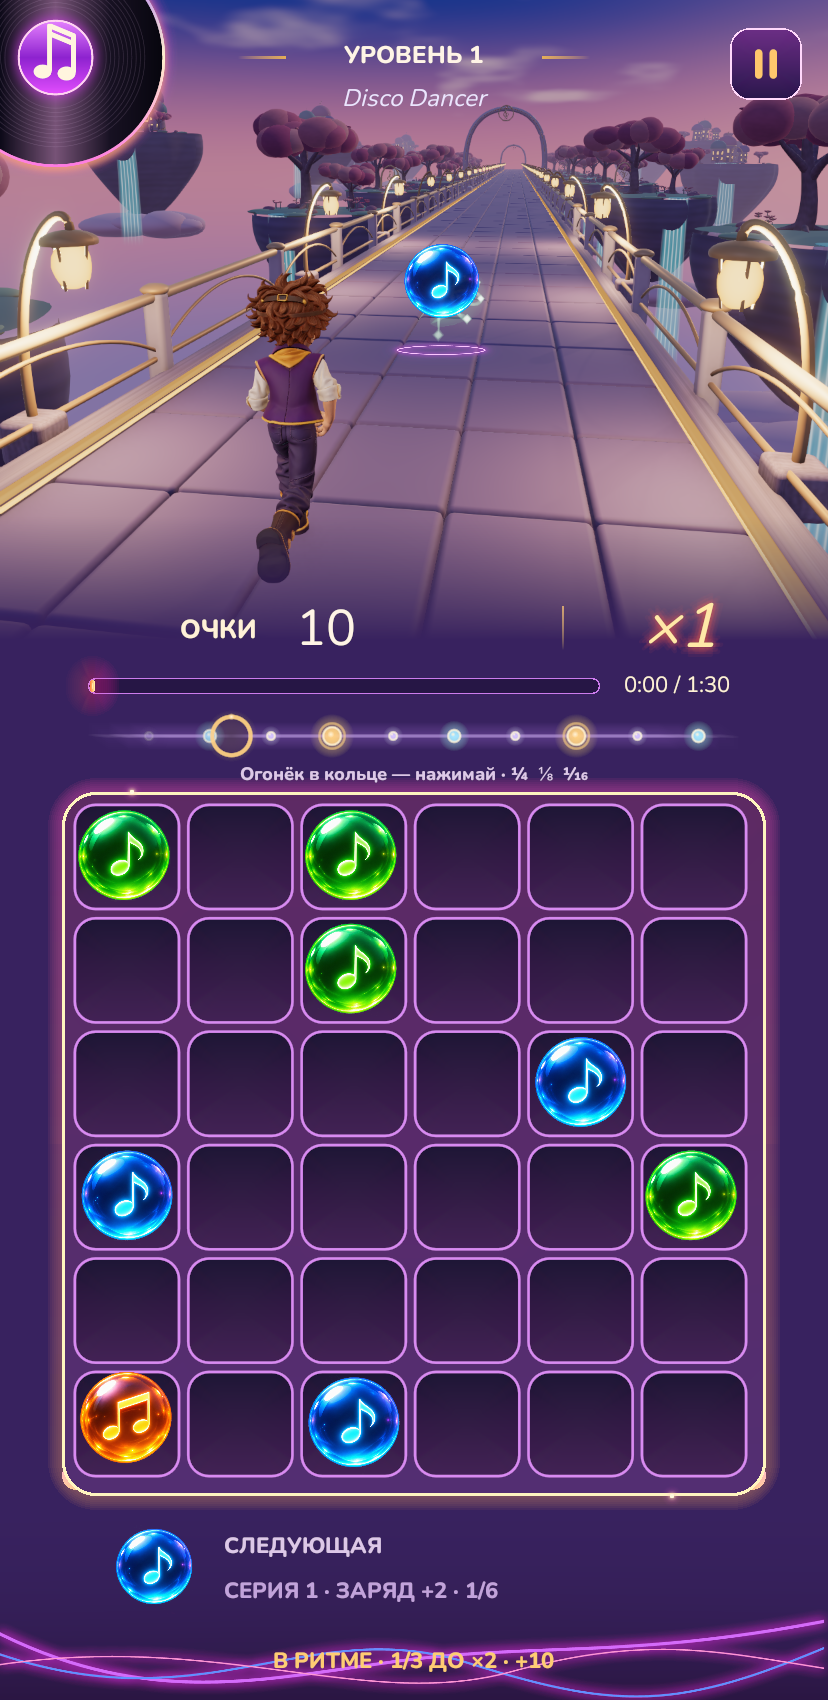 УРОВЕНЬ 1
Disco Dancer
ОЧКИ 10 ×1
0:00 / 1:30
Огонёк в кольце — нажимай · ¼ ⅛ ¹⁄₁₆
СЛЕДУЮЩАЯ
СЕРИЯ 1 · ЗАРЯД +2 · 1/6
В РИТМЕ · 1/3 ДО ×2 · +10